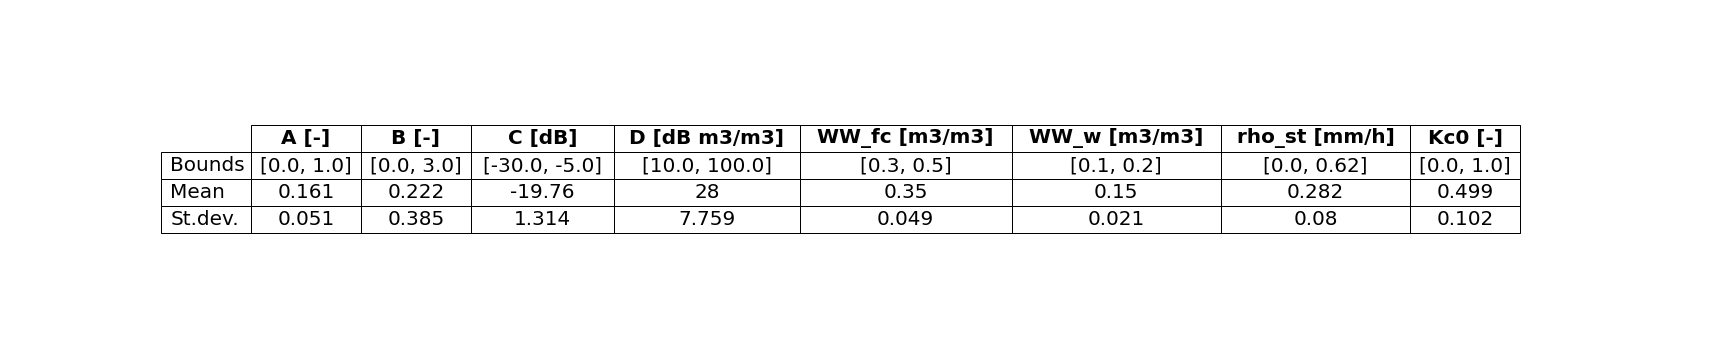 A [-] B [-] C [dB] D [dB m3/m3] WW_fc [m3/m3] WW_w [m3/m3] rho_st [mm/h] Kc0 [-]
Bounds [0.0, 1.0] [0.0, 3.0] [-30.0, -5.0] [10.0, 100.0] [0.3, 0.5] [0.1, 0.2] [0.0, 0.62] [0.0, 1.0]
Mean 0.161 0.222 -19.76 28 0.35 0.15 0.282 0.499
St.dev. 0.051 0.385 1.314 7.759 0.049 0.021 0.08 0.102